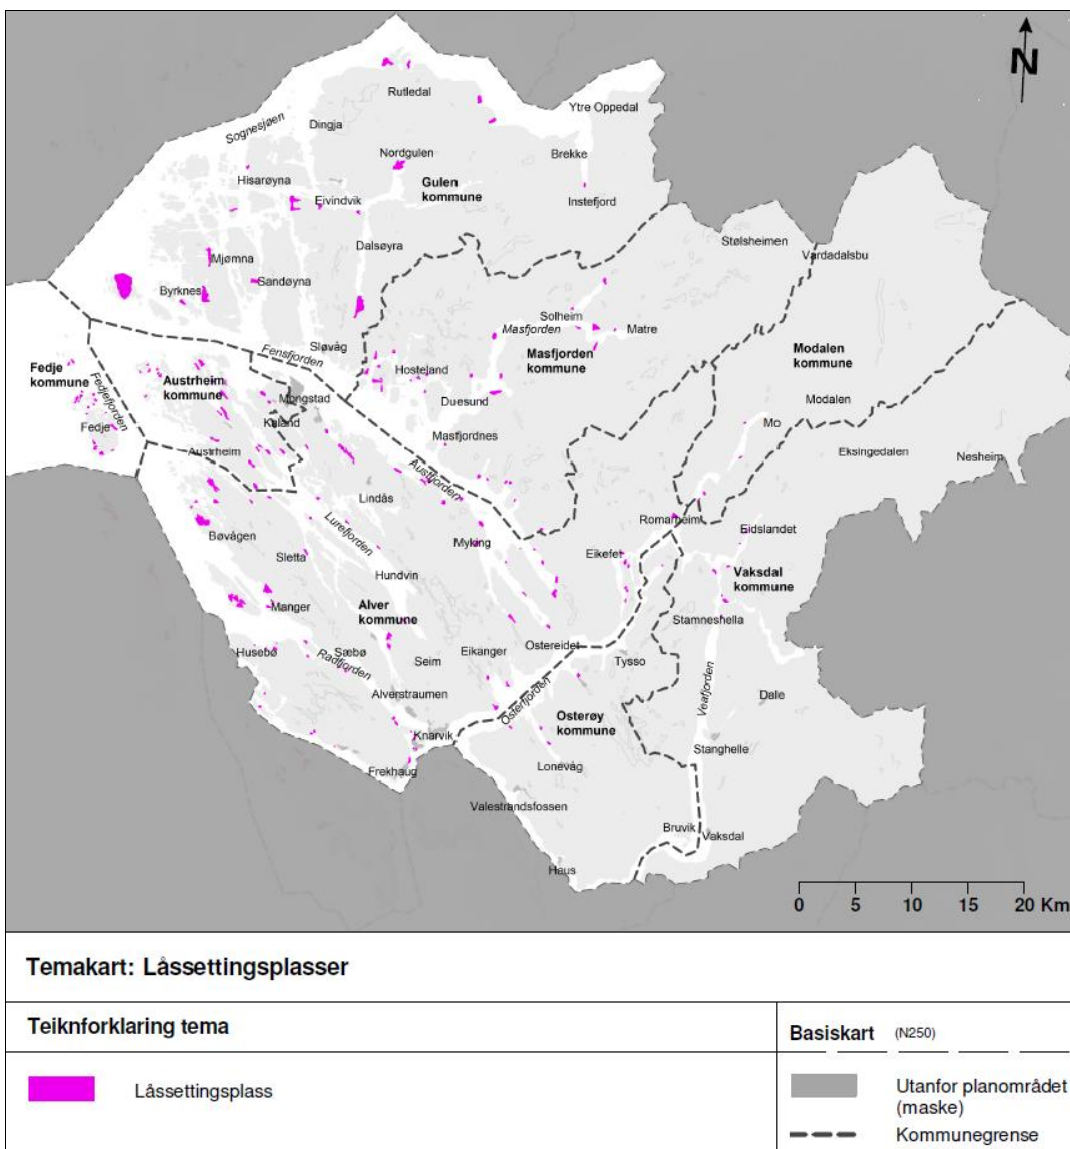 N
Rutledal
Ytre Oppedal
Dingja
Sognesjøen
Nordgulen
Brekke
Hisarøyna
Gulen
kommune
Eivindvik
Instefjord
Dalsøyra
Stølsheimen
Vardadalsbu
Mjømna
Sandøyna
Byrknes
Solheim
Masfjorden
Matre
Sløvåg
Fensfjorden
Masfjorden
kommune
Modalen
kommune
Fedje
kommune
Hosteland
Austrheim
kommune
Fedjefjorden
Mongstad
Duesund
Modalen
Fedje
Kaland
Mo
Masfjordnes
Austrheim
Eksingedalen
Nesheim
Austfjorden
Lindås
Lurefjorden
Romarheim
Eidslandet
Bøvågen
Myking
Sletta
Eikefet
Hundvin
Vaksdal
kommune
Manger
Alver
kommune
Stamneshella
Husebø
Sæbø
Radfjorden
Seim
Eikanger
Ostereidet
Tysso
Alverstraumen
Osterfjorden
Veafjorden
Dale
Osterøy
kommune
Knarvik
Stanghelle
Frekhaug
Lonevåg
Valestrandsfossen
Bruvik
Vaksdal
Haus
0 5 10 15 20 Km
Temakart: Låssettingsplasser
Teiknforklaring tema
Basiskart (N250)
Låssettingsplass
Utanfor planområdet
(maske)
Kommunegrense